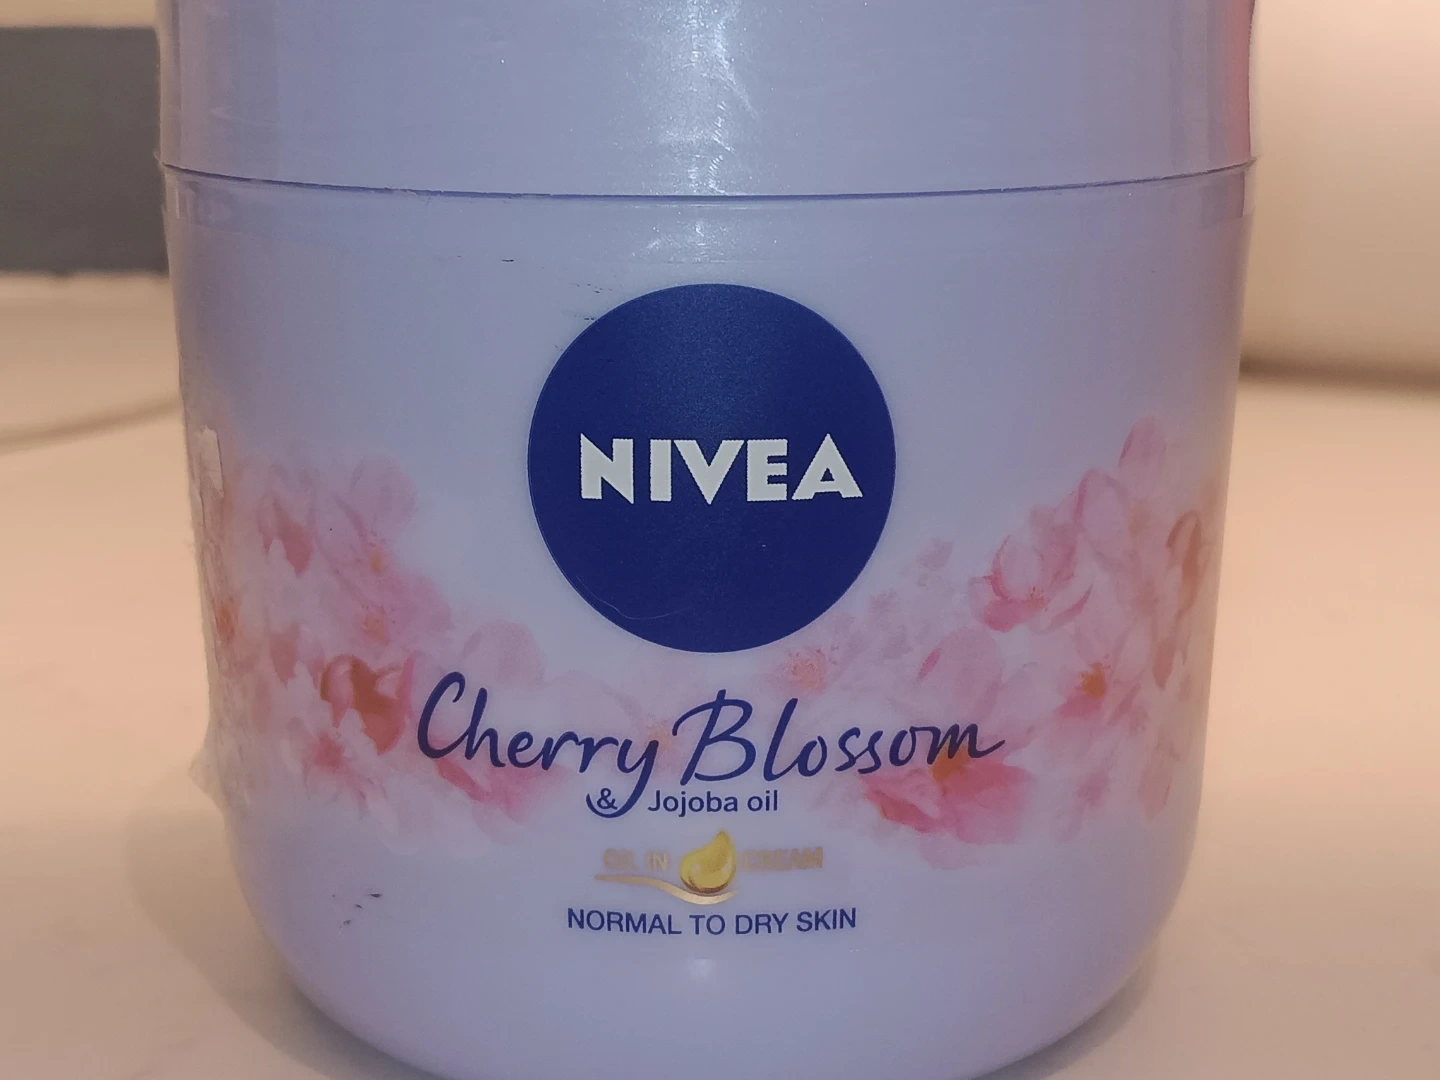 NIVEA
Cherry Blossom
& Jojoba oil
OIL IN CREAM
NORMAL TO DRY SKIN